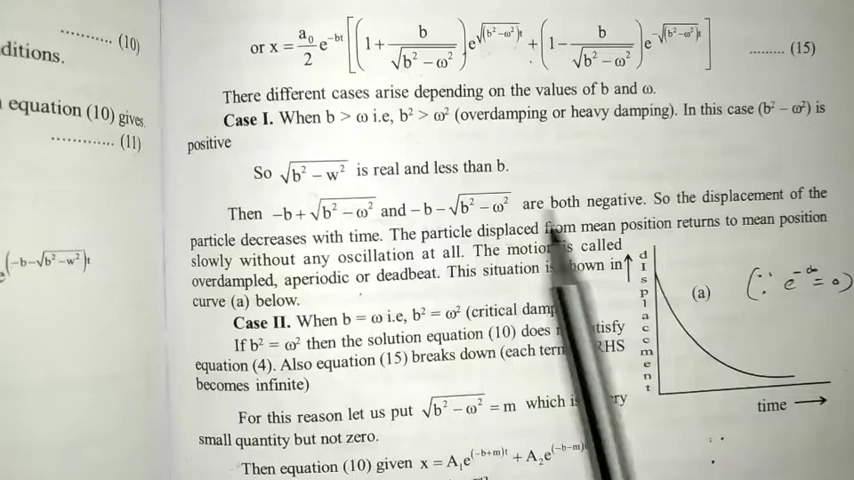 ............ (10)
ditions.
equation (10) gives.
............. (11)
e^(-b-√b²-w²)t
or x = a₀/2 e^-bt [(1 + b/√b² - ω²) e^√(b²-ω²)t + (1 - b/√b² - ω²) e^-√(b²-ω²)t] ......... (15)
There different cases arise depending on the values of b and ω.
Case I. When b > ω i.e, b² > ω² (overdamping or heavy damping). In this case (b² – ω²) is
positive
So √b² - w² is real and less than b.
Then -b + √b² - ω² and -b - √b² - ω² are both negative. So the displacement of the
particle decreases with time. The particle displaced from mean position returns to mean position
slowly without any oscillation at all. The motion is called
overdamped, aperiodic or deadbeat. This situation is shown in
curve (a) below.
Case II. When b = ω i.e, b² = ω² (critical damp
If b² = ω² then the solution equation (10) does satisfy
equation (4). Also equation (15) breaks down (each term RHS
becomes infinite)
For this reason let us put √b² - ω² = m which
small quantity but not zero.
Then equation (10) given x = A₁e^(-b+m)t + A₂e^(-b-m)
↑ displaccment
(a)
(∵ e^-∞ = 0)
time →